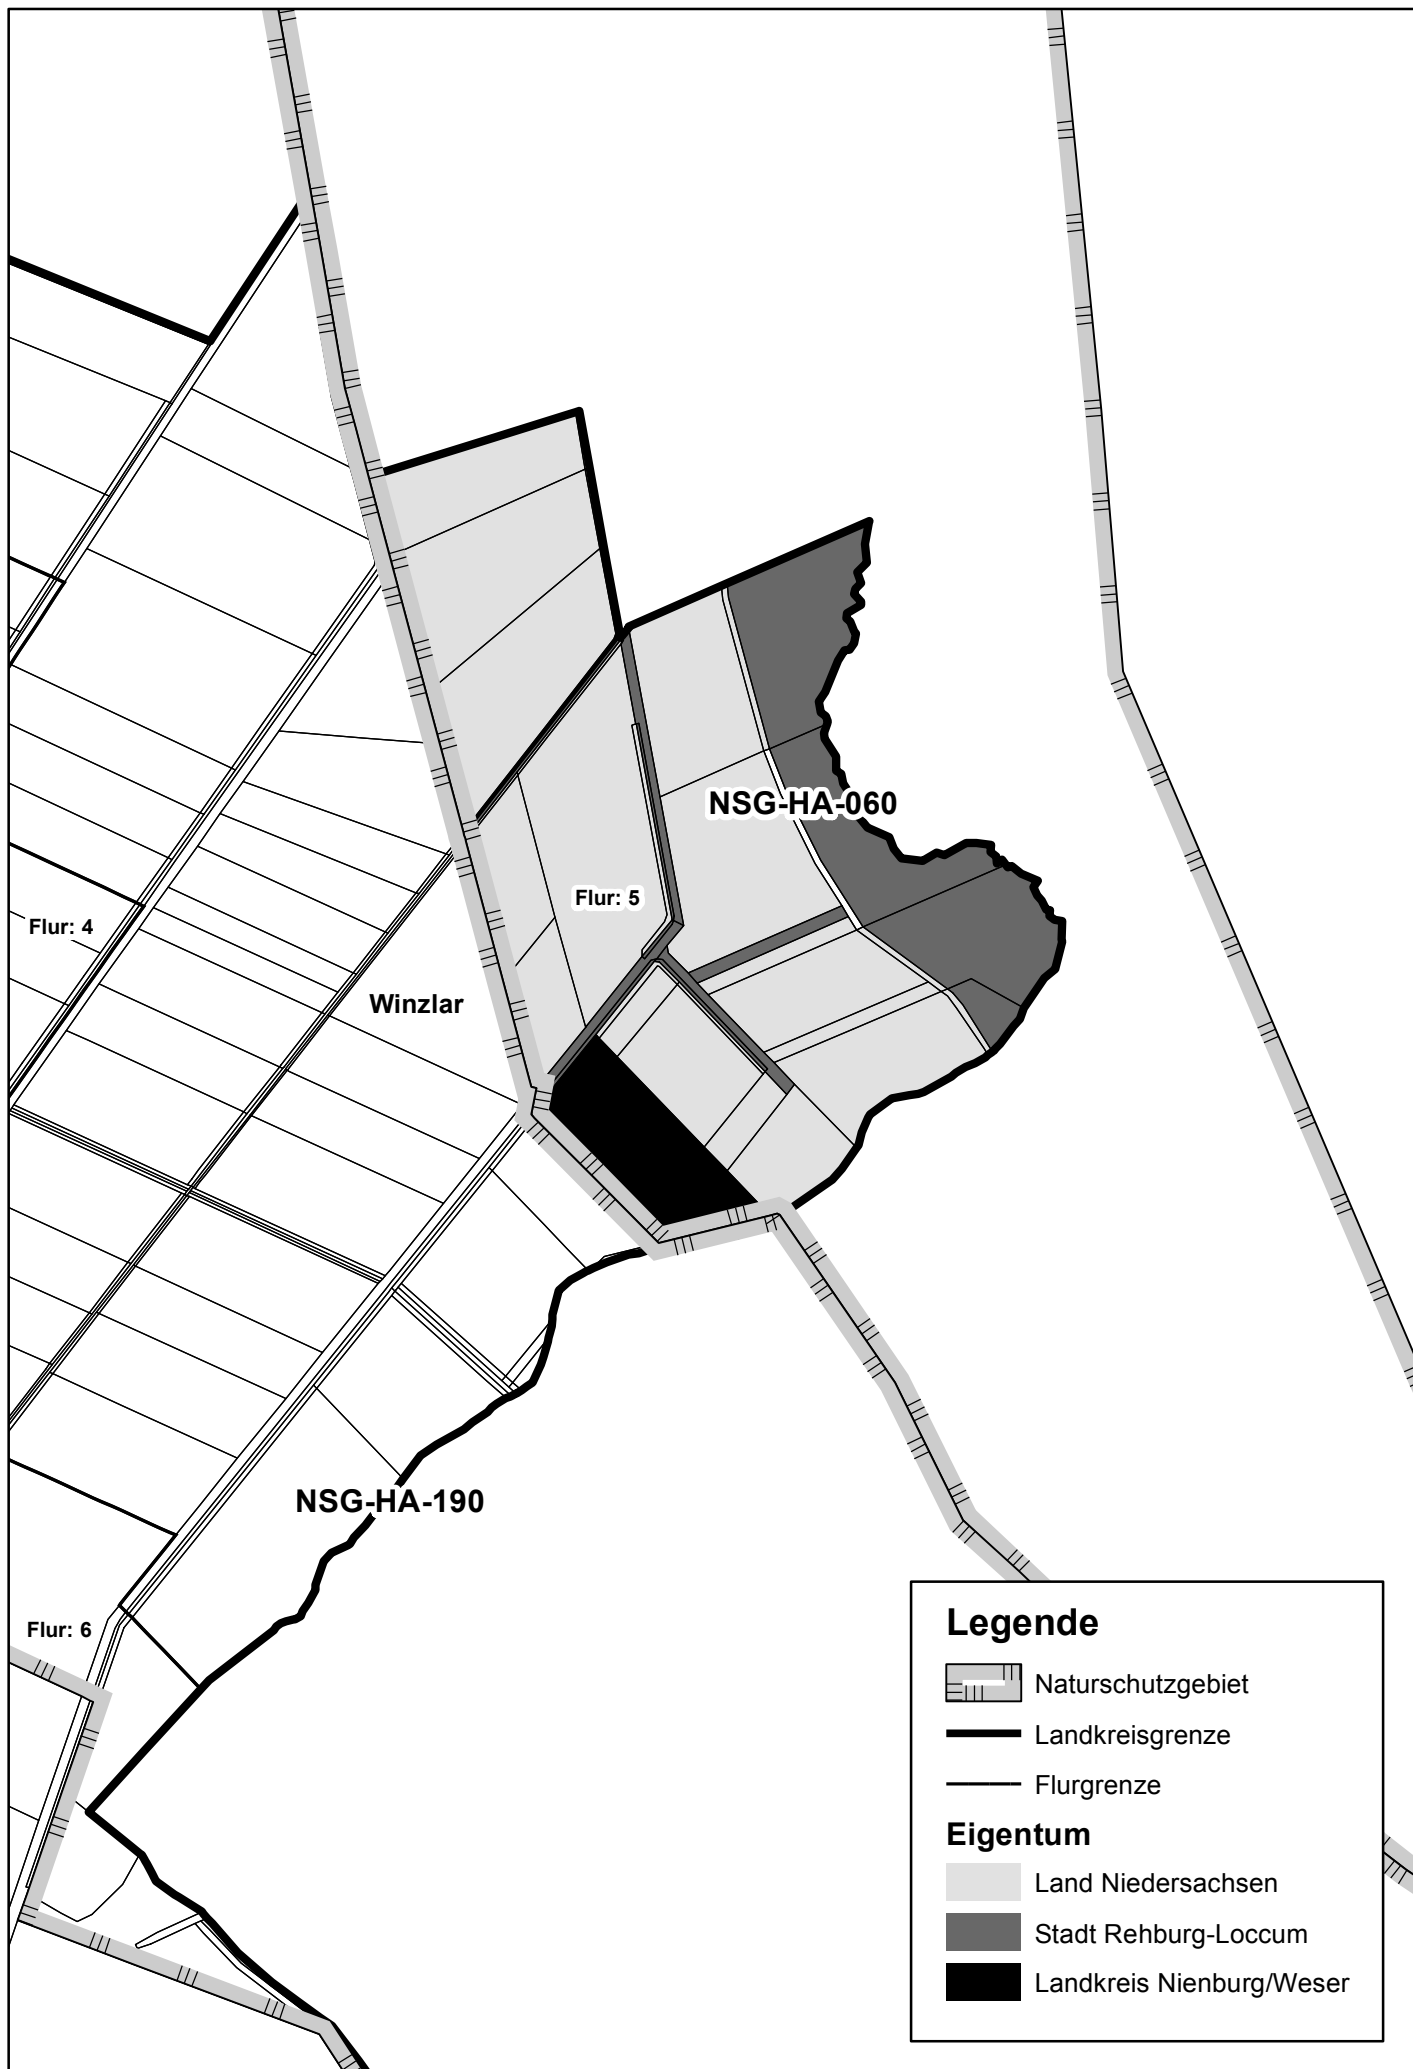 NSG-HA-060
Flur: 5
Flur: 4
Winzlar
NSG-HA-190
Flur: 6
Legende
Naturschutzgebiet
Landkreisgrenze
Flurgrenze
Eigentum
Land Niedersachsen
Stadt Rehburg-Loccum
Landkreis Nienburg/Weser